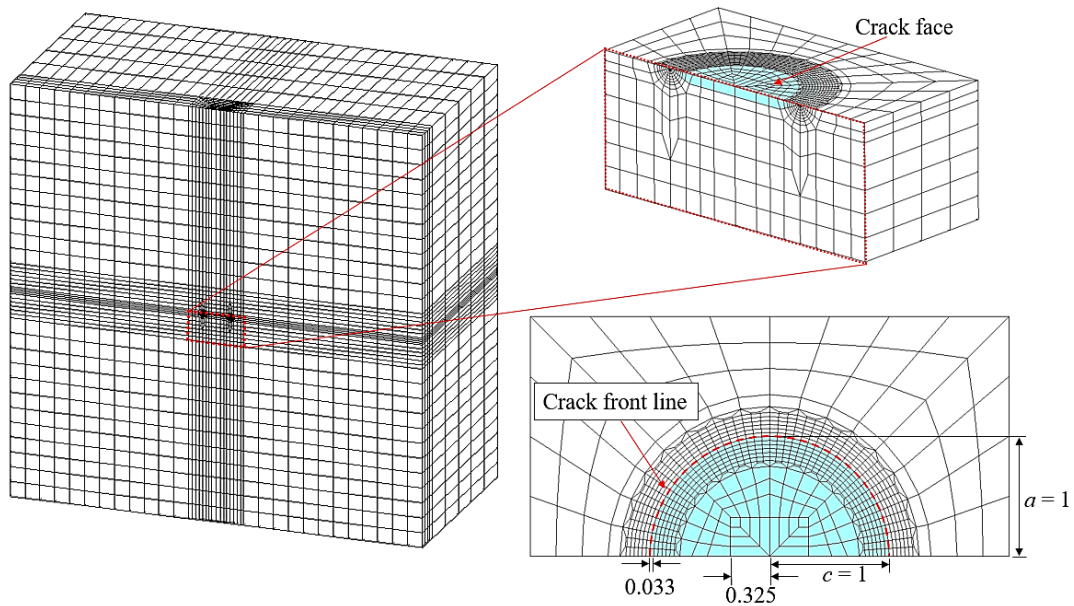 Crack face
Crack front line
a = 1
0.033
0.325
c = 1